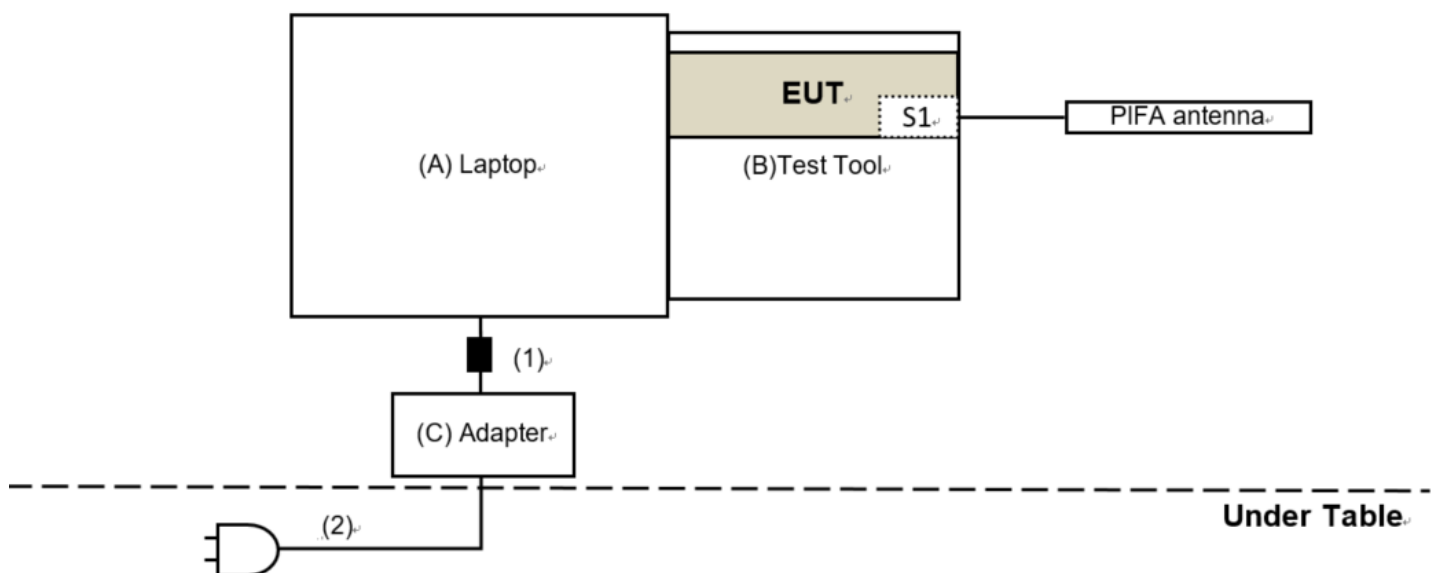 EUT
S1
PIFA antenna
(A) Laptop
(B)Test Tool
(1)
(C) Adapter
Under Table
(2)